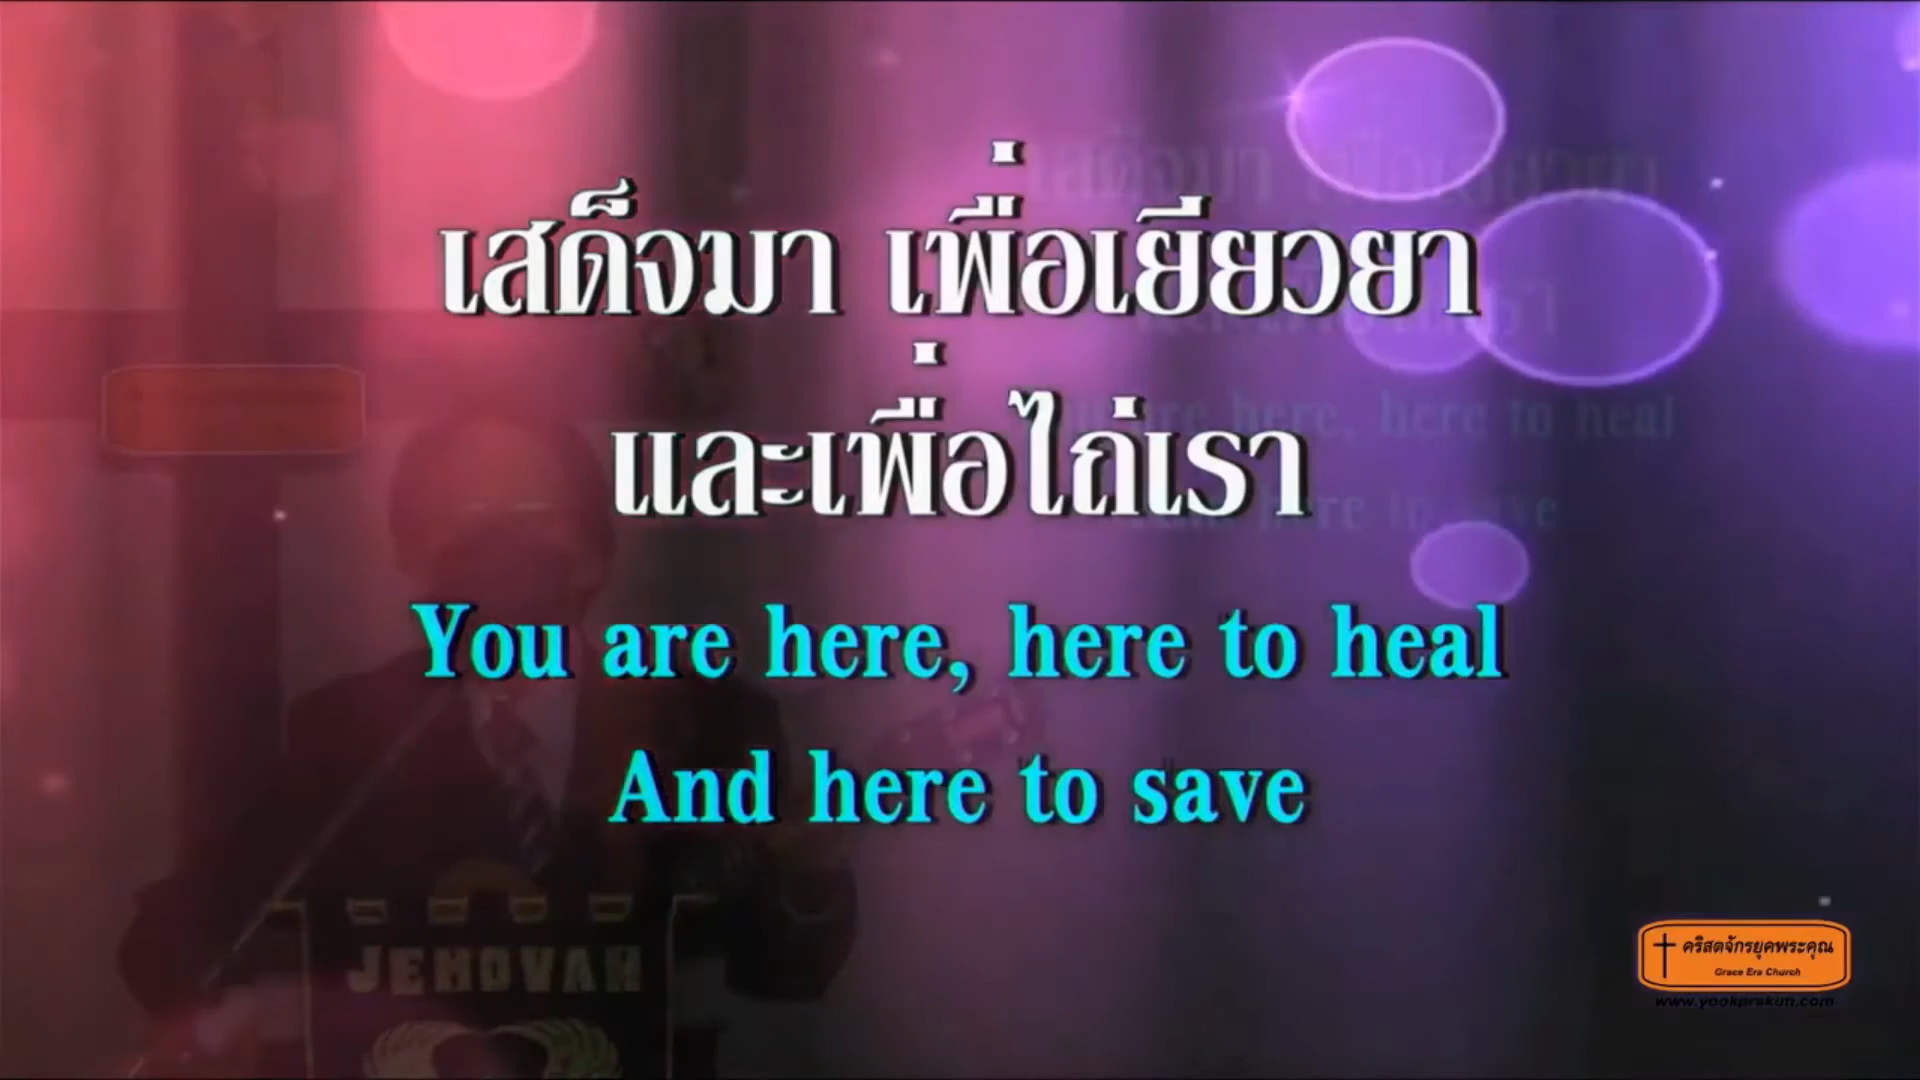 เสด็จมา เพื่อเยียวยา
และเพื่อไถ่เรา
You are here, here to heal
And here to save
JEHOVAH
คริสตจักรยุคพระคุณ
Grace Era Church
www.yookprakun.com